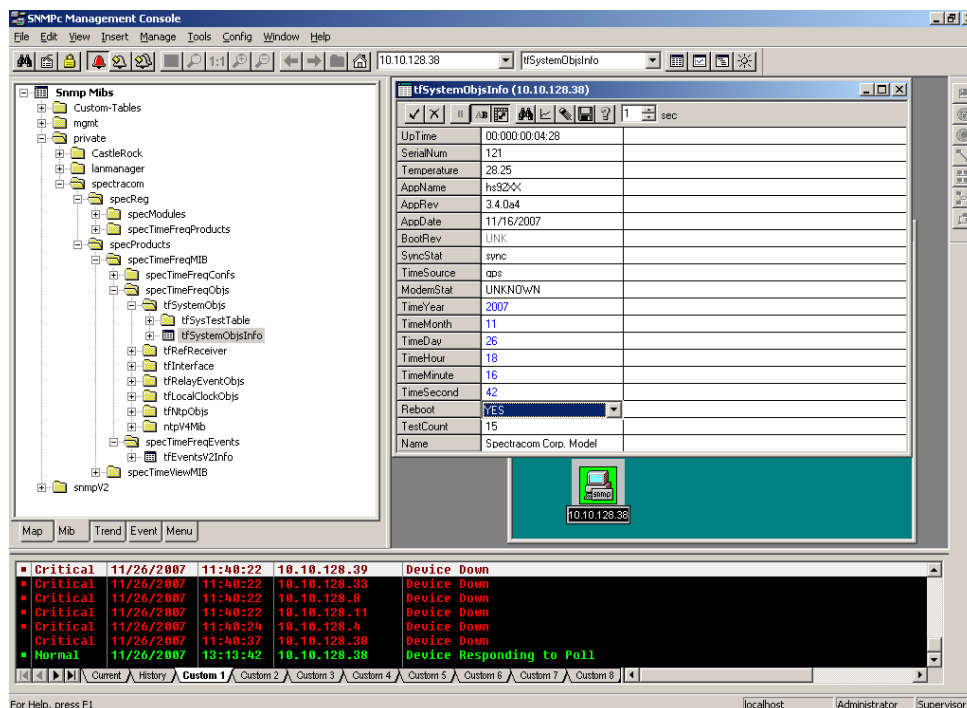 SNMPc Management Console
File Edit View Insert Manage Tools Config Window Help
1:1 10.10.128.38 tfSystemObjsInfo
Snmp Mibs
Custom-Tables
mgmt
private
CastleRock
lanmanager
spectracom
specReg
specModules
specTimeFreqProducts
specProducts
specTimeFreqMIB
specTimeFreqConfs
specTimeFreqObjs
tfSystemObjs
tfSysTestTable
tfSystemObjsInfo
tfRefReceiver
tfInterface
tfRelayEventObjs
tfLocalClockObjs
tfNtpObjs
ntpV4Mib
specTimeFreqEvents
tfEventsV2Info
specTimeViewMIB
snmpV2
Map Mib Trend Event Menu
tfSystemObjsInfo (10.10.128.38)
AB 1 sec
UpTime 00:000:00:04:28
SerialNum 121
Temperature 28.25
AppName hs92XX
AppRev 3.4.0a4
AppDate 11/16/2007
BootRev UNK
SyncStat sync
TimeSource gps
ModemStat UNKNOWN
TimeYear 2007
TimeMonth 11
TimeDay 26
TimeHour 18
TimeMinute 16
TimeSecond 42
Reboot YES
TestCount 15
Name Spectracom Corp. Model
snmp
10.10.128.38
Critical 11/26/2007 11:40:22 10.10.128.39 Device Down
Critical 11/26/2007 11:40:22 10.10.128.33 Device Down
Critical 11/26/2007 11:40:22 10.10.128.8 Device Down
Critical 11/26/2007 11:40:22 10.10.128.11 Device Down
Critical 11/26/2007 11:40:24 10.10.128.4 Device Down
Critical 11/26/2007 11:40:37 10.10.128.38 Device Down
Normal 11/26/2007 13:13:42 10.10.128.38 Device Responding to Poll
Current History Custom 1 Custom 2 Custom 3 Custom 4 Custom 5 Custom 6 Custom 7 Custom 8
For Help, press F1 localhost Administrator Supervisor